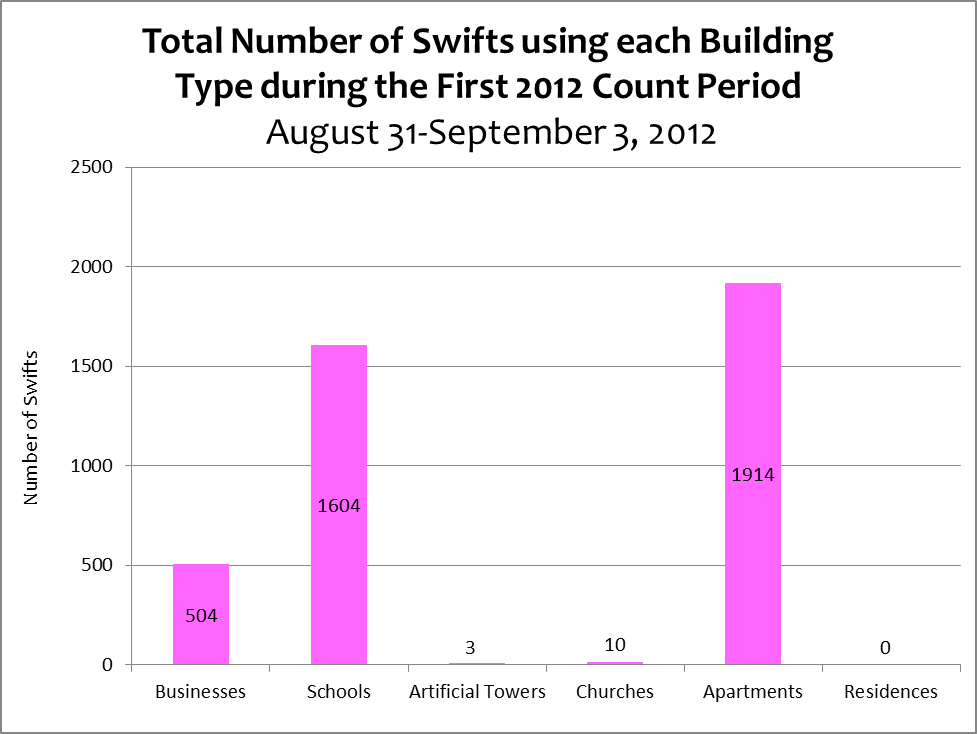 Total Number of Swifts using each Building
Type during the First 2012 Count Period
August 31-September 3, 2012
2500
2000
1500
1000
500
0
Number of Swifts
504
1604
3
10
1914
0
Businesses
Schools
Artificial Towers
Churches
Apartments
Residences